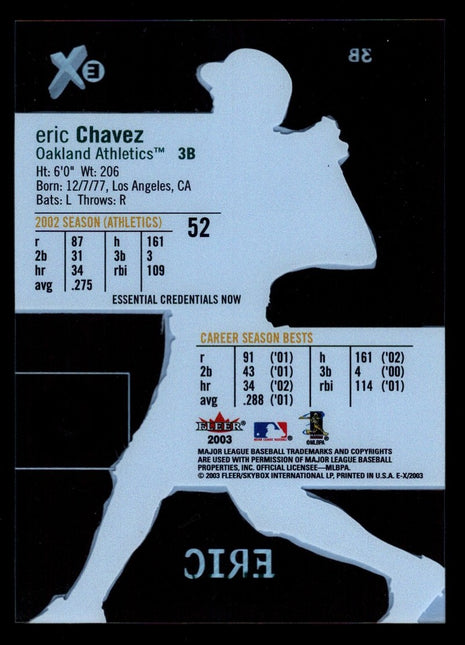 EX
3B
eric Chavez
Oakland Athletics™ 3B
Ht: 6'0" Wt: 206
Born: 12/7/77, Los Angeles, CA
Bats: L Throws: R
2002 SEASON (ATHLETICS)
52
r 87 h 161
2b 31 3b 3
hr 34 rbi 109
avg .275
ESSENTIAL CREDENTIALS NOW
CAREER SEASON BESTS
r 91 ('01) h 161 ('02)
2b 43 ('01) 3b 4 ('00)
hr 34 ('02) rbi 114 ('01)
avg .288 ('01)
FLEER
2003
©MLBPA
MAJOR LEAGUE BASEBALL TRADEMARKS AND COPYRIGHTS
ARE USED WITH PERMISSION OF MAJOR LEAGUE BASEBALL
PROPERTIES, INC. OFFICIAL LICENSEE—MLBPA.
© 2003 FLEER/SKYBOX INTERNATIONAL LP, PRINTED IN U.S.A. E-X/2003
ERIC